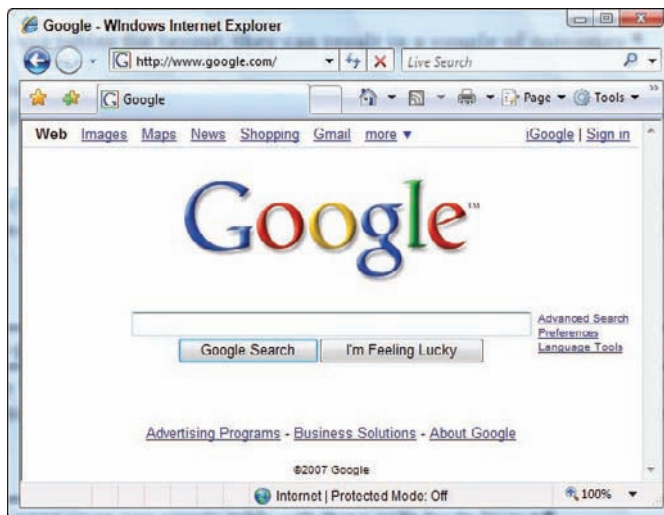 Google - Windows Internet Explorer
http://www.google.com/ Live Search
Google Page Tools
Web Images Maps News Shopping Gmail more ▼ iGoogle | Sign in
Google™
Advanced Search
Preferences
Language Tools
Google Search I'm Feeling Lucky
Advertising Programs - Business Solutions - About Google
©2007 Google
Internet | Protected Mode: Off 100%